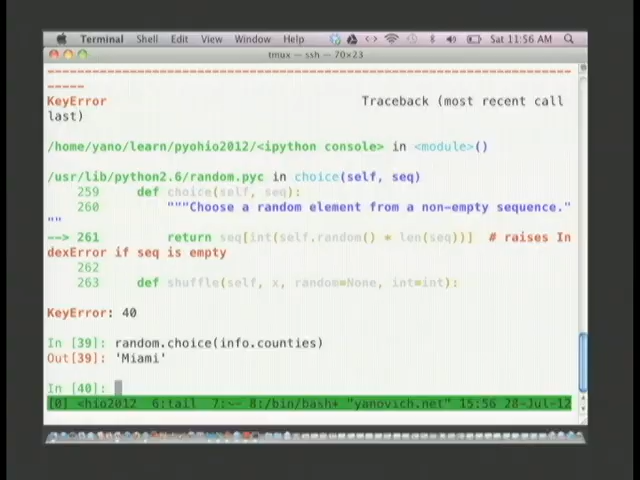 Terminal Shell Edit View Window Help Sat 11:56 AM
tmux — ssh — 70×23
--------------------------------------------------------------------------
-----
KeyError Traceback (most recent call
last)
/home/yano/learn/pyohio2012/<ipython console> in <module>()
/usr/lib/python2.6/random.pyc in choice(self, seq)
259 def choice(self, seq):
260 """Choose a random element from a non-empty sequence."
""
--> 261 return seq[int(self.random() * len(seq))] # raises In
dexError if seq is empty
262
263 def shuffle(self, x, random=None, int=int):
KeyError: 40
In [39]: random.choice(info.counties)
Out[39]: 'Miami'
In [40]:
[0] <hio2012 6:tail 7:~- 8:/bin/bash* "yanovich.net" 15:56 28-Jul-12